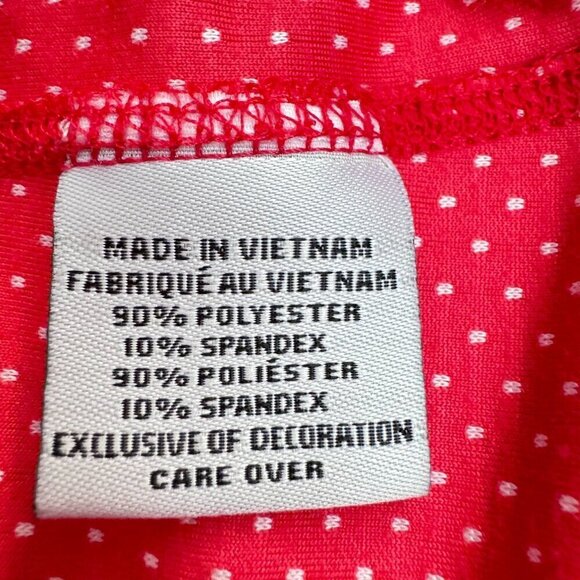 MADE IN VIETNAM
FABRIQUÉ AU VIETNAM
90% POLYESTER
10% SPANDEX
90% POLIÉSTER
10% SPANDEX
EXCLUSIVE OF DECORATION
CARE OVER